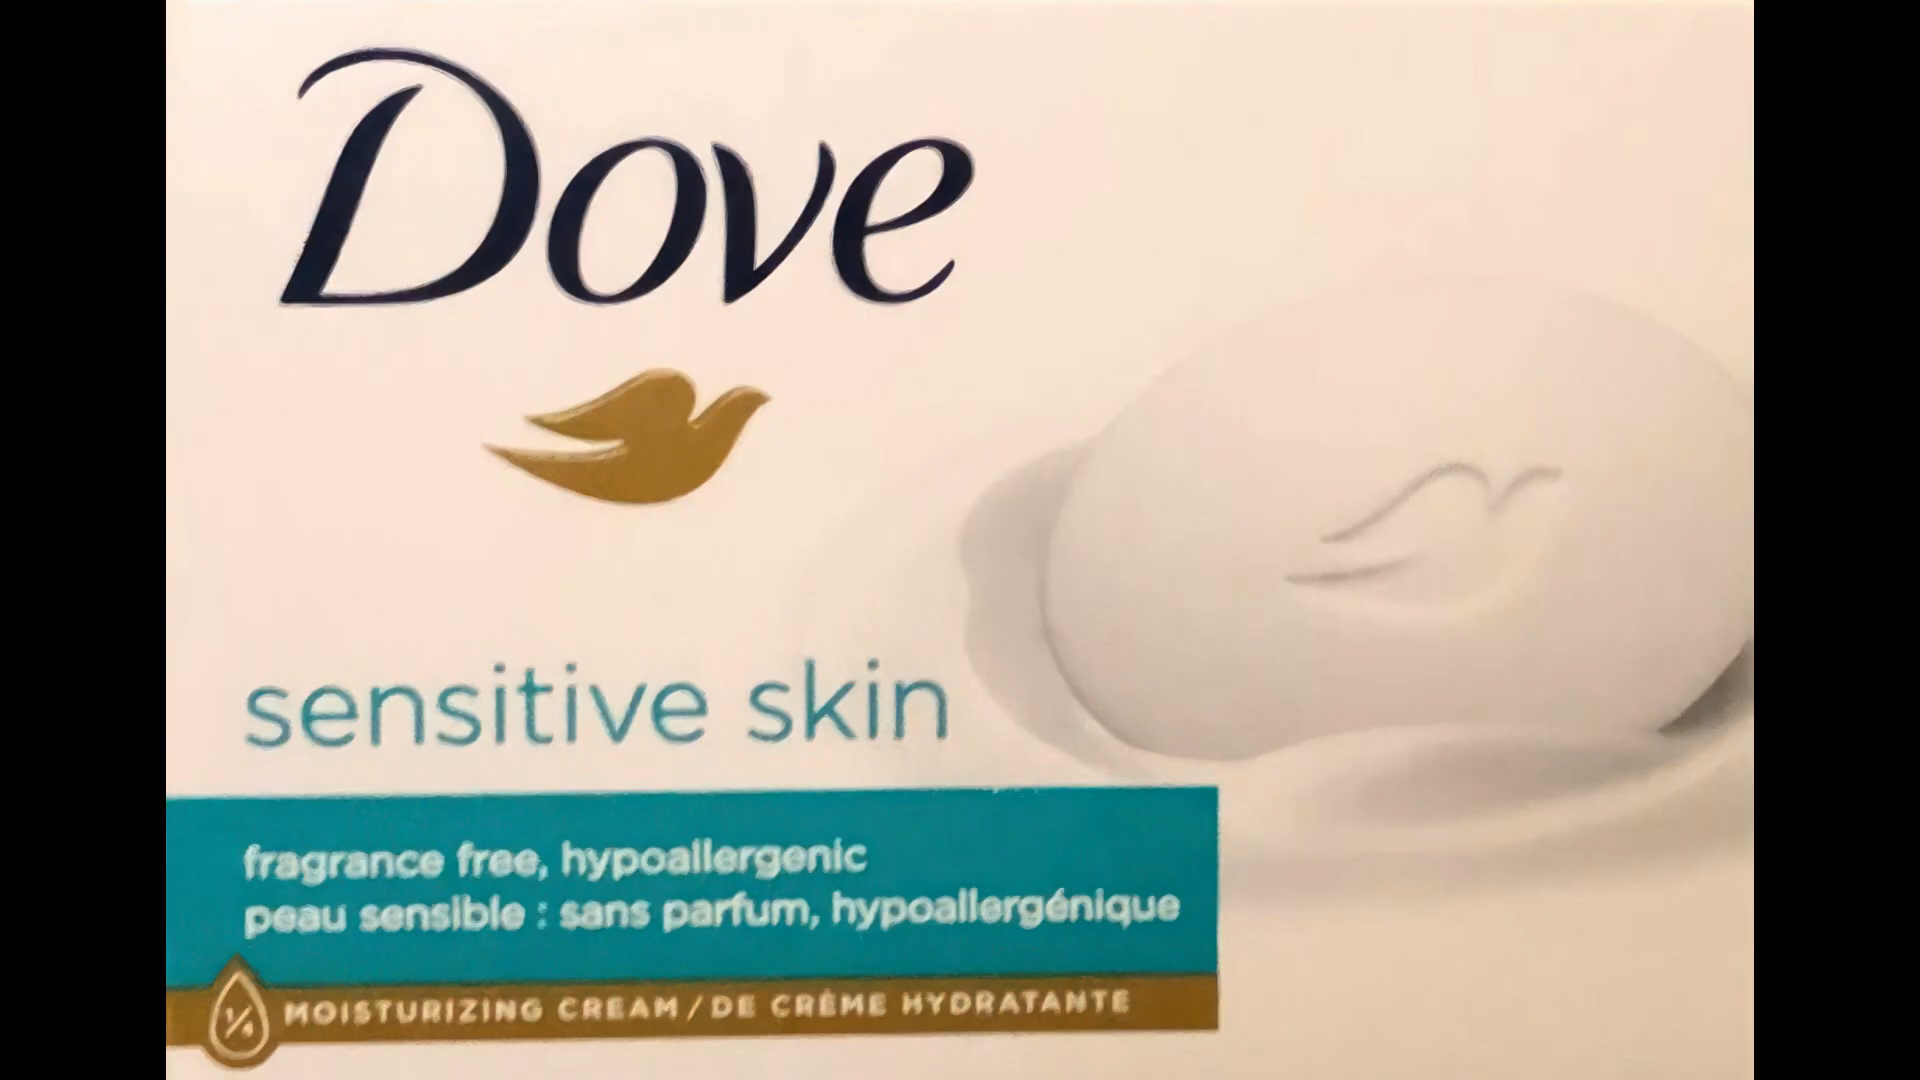 Dove
sensitive skin
fragrance free, hypoallergenic
peau sensible : sans parfum, hypoallergénique
1/4 MOISTURIZING CREAM / DE CRÈME HYDRATANTE